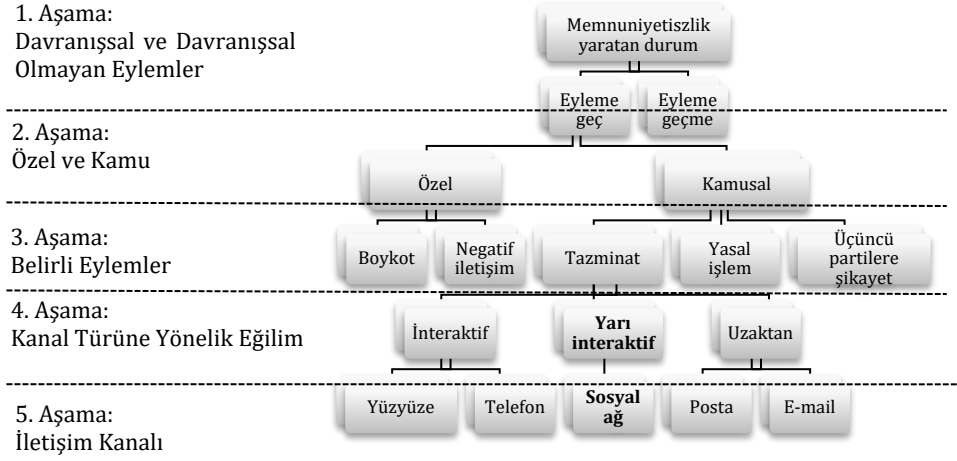 1. Aşama:
Davranışsal ve Davranışsal
Olmayan Eylemler
Memnuniyetiszlik
yaratan durum
Eyleme
geç
Eyleme
geçme
2. Aşama:
Özel ve Kamu
Özel
Kamusal
3. Aşama:
Belirli Eylemler
Boykot
Negatif
iletişim
Tazminat
Yasal
işlem
Üçüncü
partilere
şikayet
4. Aşama:
Kanal Türüne Yönelik Eğilim
İnteraktif
Yarı
interaktif
Uzaktan
5. Aşama:
İletişim Kanalı
Yüzyüze
Telefon
Sosyal
ağ
Posta
E-mail